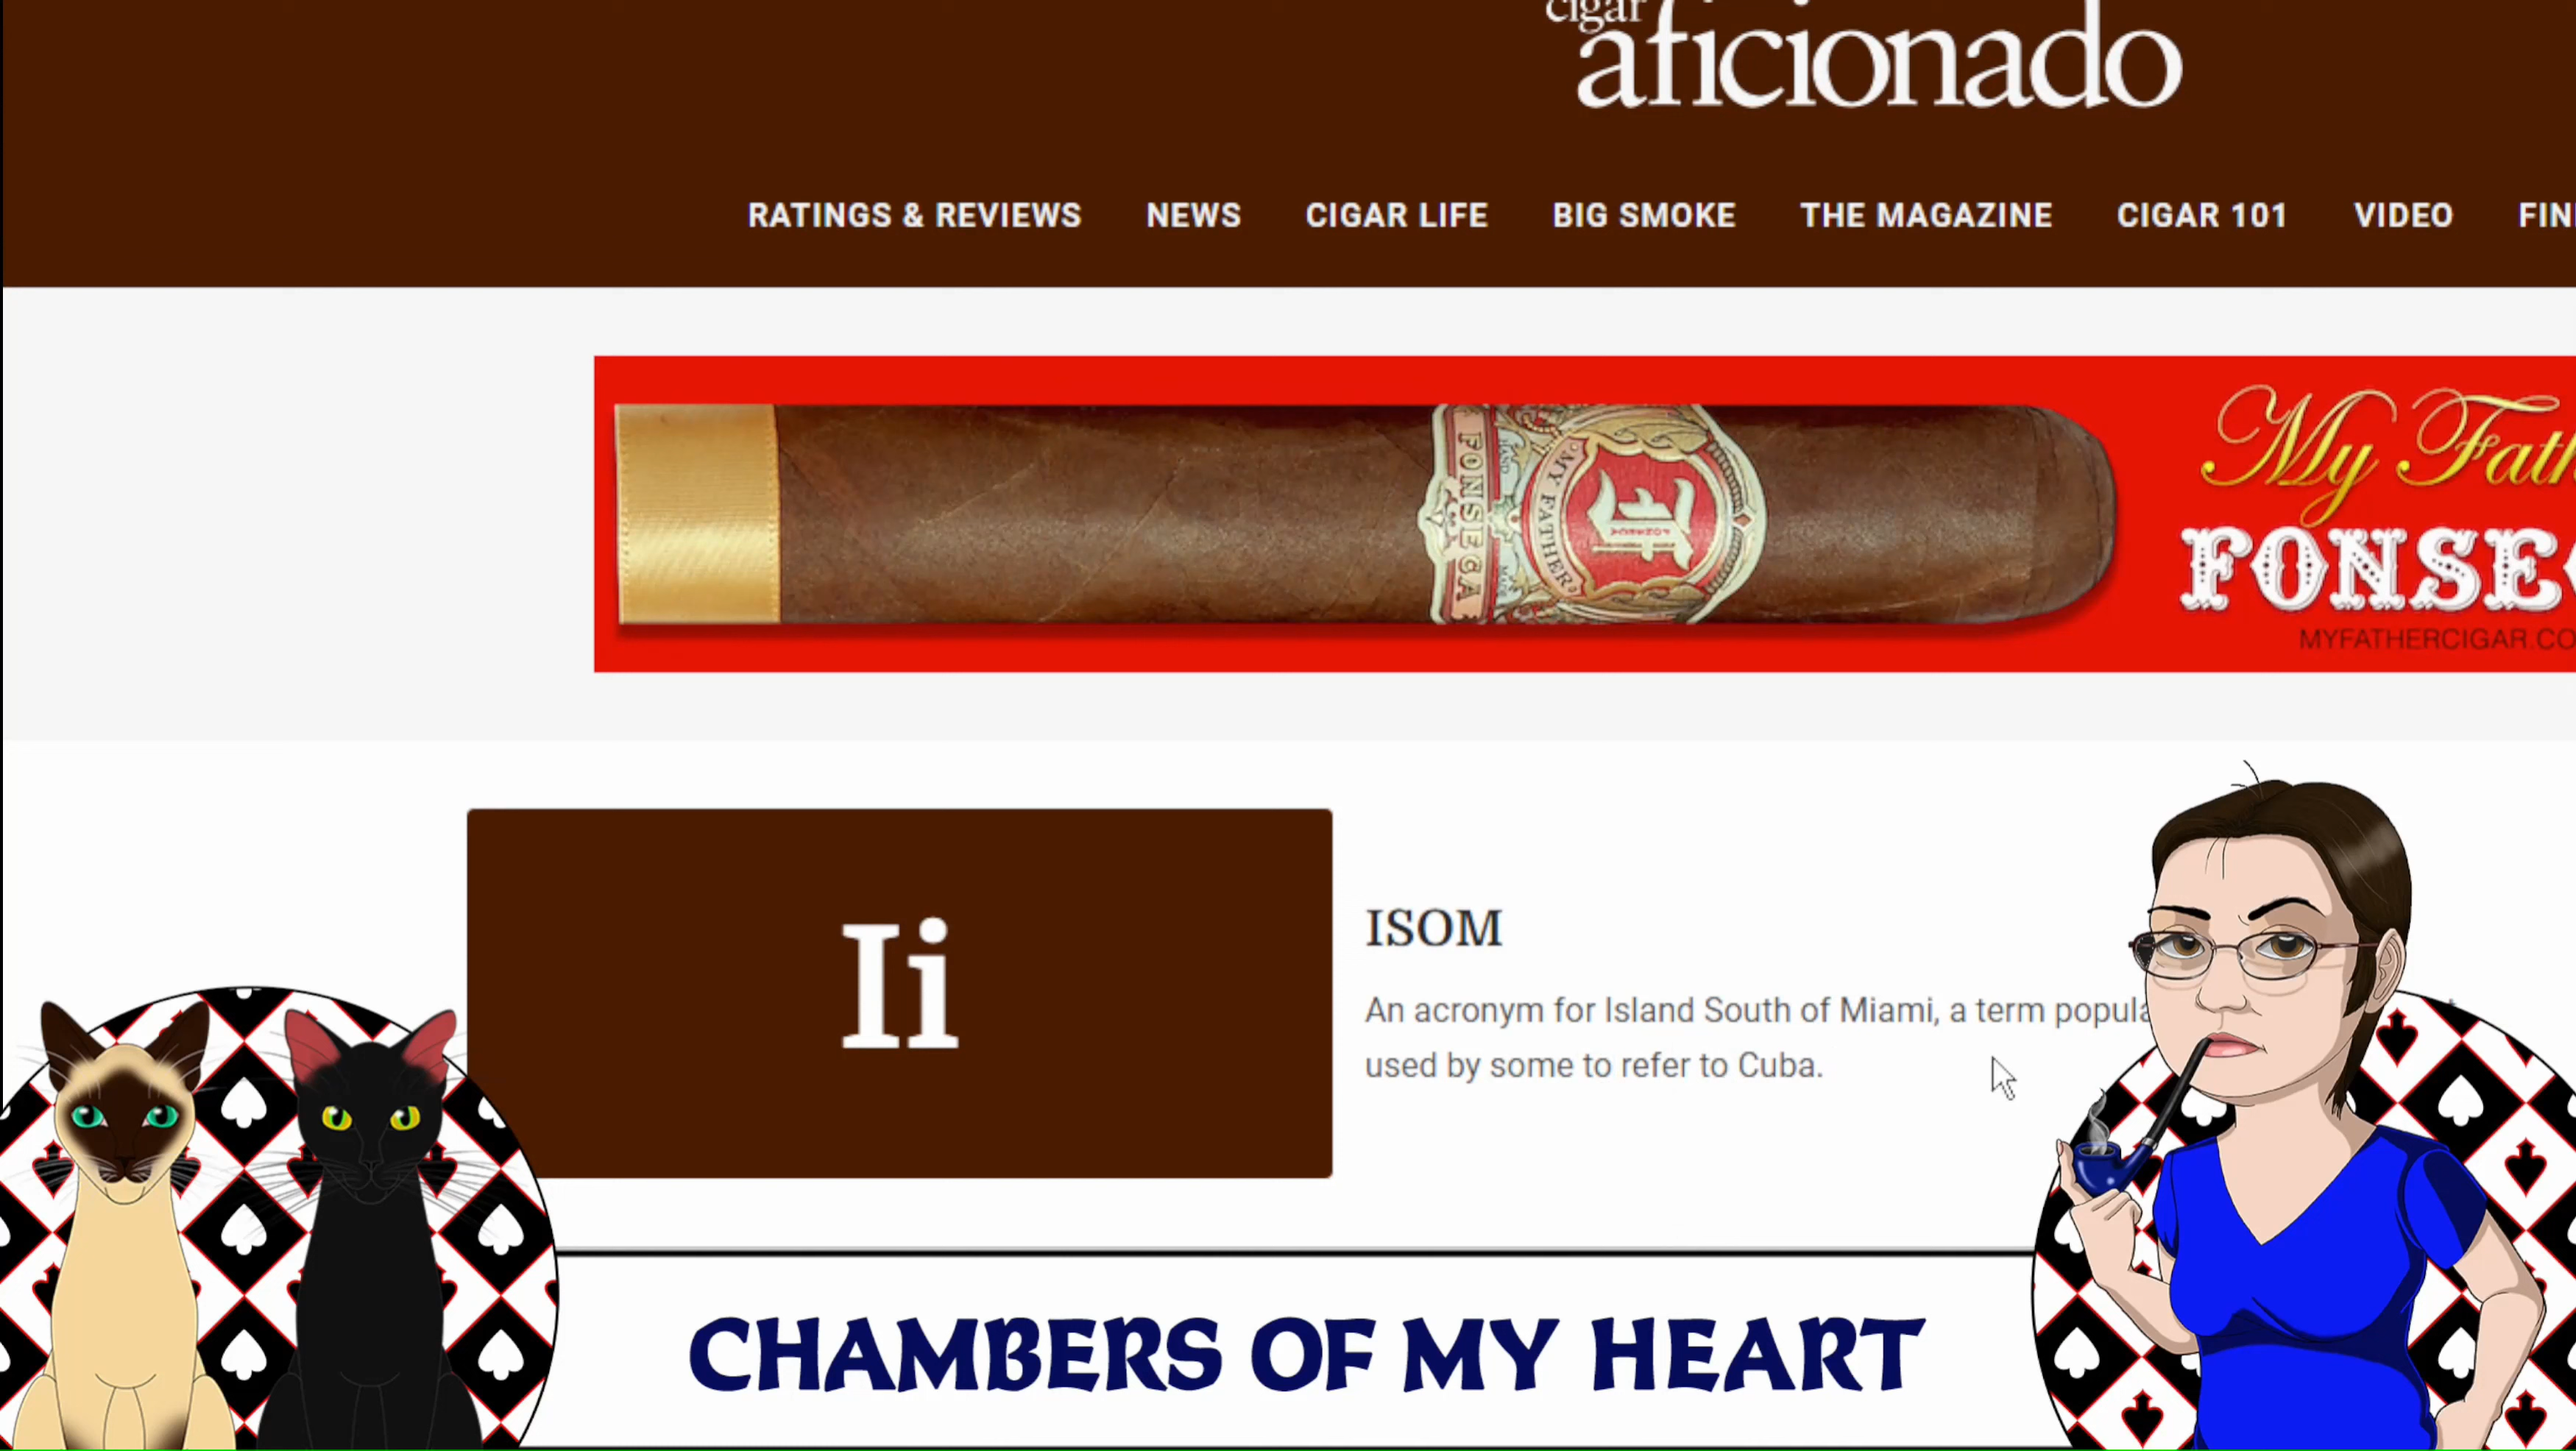 cigar
aficionado
RATINGS & REVIEWS NEWS CIGAR LIFE BIG SMOKE THE MAGAZINE CIGAR 101 VIDEO
FONSECA
MY FATHER
My
MYFATHERCIGAR.CO
Ii
ISOM
An acronym for Island South of Miami, a term
used by some to refer to Cuba.
CHAMBERS OF MY HEART